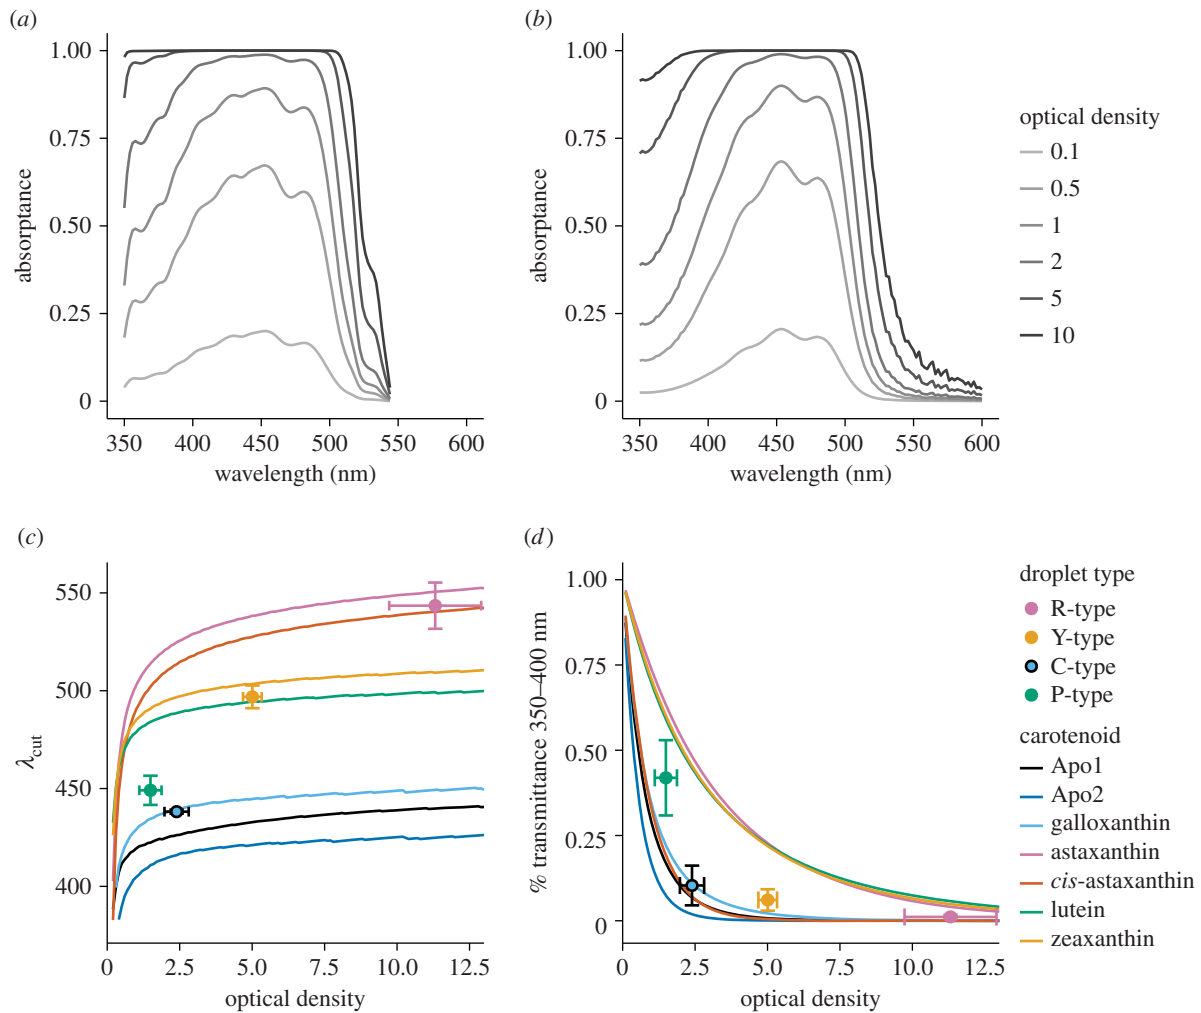 (a)
1.00
0.75
0.50
0.25
0
absorptance
350 400 450 500 550 600
wavelength (nm)
(b)
1.00
0.75
0.50
0.25
0
absorptance
350 400 450 500 550 600
wavelength (nm)
optical density
0.1
0.5
1
2
5
10
(c)
550
500
450
400
λcut
0 2.5 5.0 7.5 10.0 12.5
optical density
(d)
1.00
0.75
0.50
0.25
0
% transmittance 350–400 nm
0 2.5 5.0 7.5 10.0 12.5
optical density
droplet type
R-type
Y-type
C-type
P-type
carotenoid
Apo1
Apo2
galloxanthin
astaxanthin
cis-astaxanthin
lutein
zeaxanthin